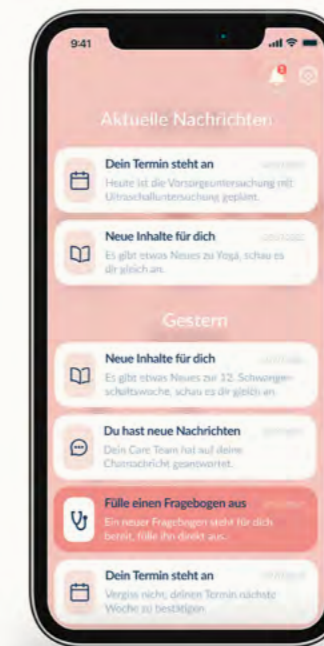 9:41
3
Aktuelle Nachrichten
Dein Termin steht an
Heute ist die Vorsorgeuntersuchung mit
Ultraschalluntersuchung geplant.
Neue Inhalte für dich
Es gibt etwas Neues zu Yoga, schau es
dir gleich an.
Gestern
Neue Inhalte für dich
Es gibt etwas Neues zur 12. Schwanger-
schaftswoche, schau es dir gleich an.
Du hast neue Nachrichten
Dein Care Team hat auf deine
Chatnachricht geantwortet.
Fülle einen Fragebogen aus
Ein neuer Fragebogen steht für dich
bereit, fülle ihn direkt aus.
Dein Termin steht an
Vergiss nicht, deinen Termin nächste
Woche zu bestätigen.